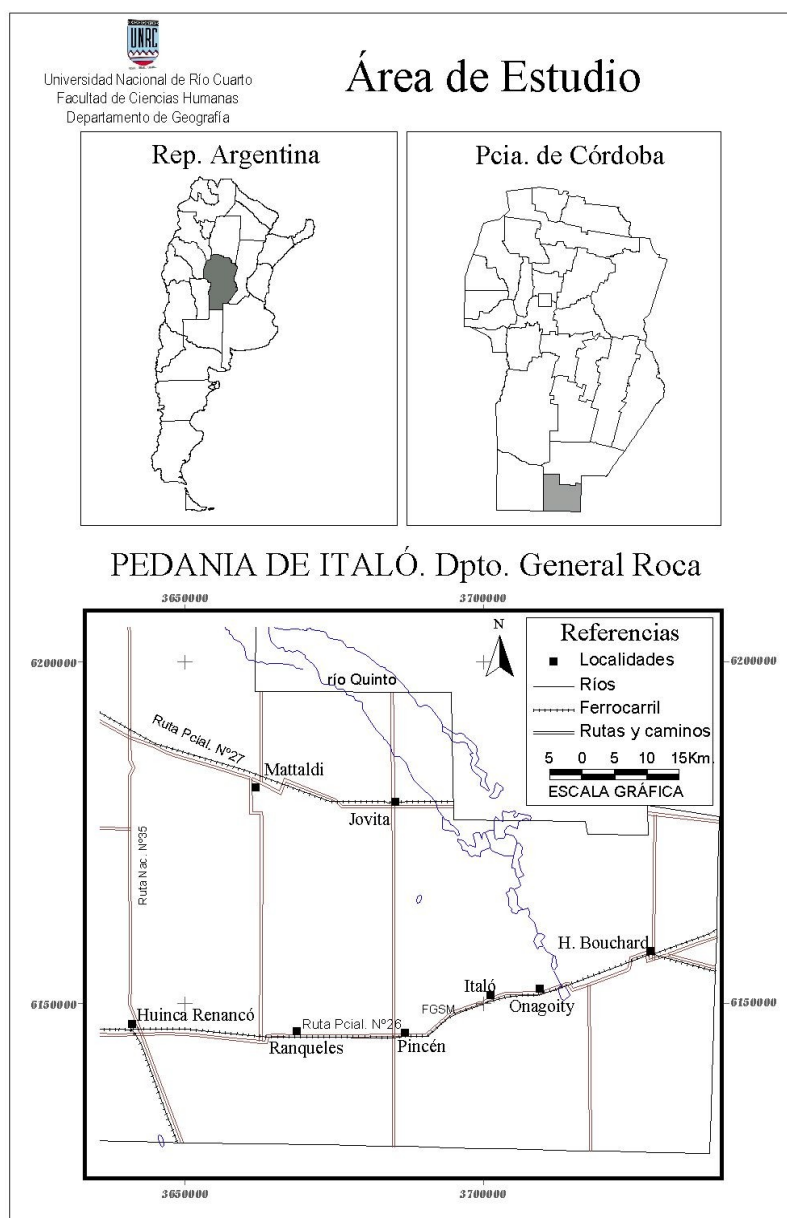 UNRC
Universidad Nacional de Río Cuarto
Facultad de Ciencias Humanas
Departamento de Geografía
Área de Estudio
Rep. Argentina
Pcia. de Córdoba
PEDANIA DE ITALÓ. Dpto. General Roca
3650000
3700000
N
Referencias
Localidades
Ríos
Ferrocarril
Rutas y caminos
5 0 5 10 15Km.
ESCALA GRÁFICA
6200000
6200000
río Quinto
Ruta Pcial. Nº27
Mattaldi
Jovita
Ruta Nac. Nº35
H. Bouchard
Italó
Onagoity
FGSM
6150000
6150000
Huinca Renancó
Ruta Pcial. Nº26
Ranqueles
Pincén
3650000
3700000